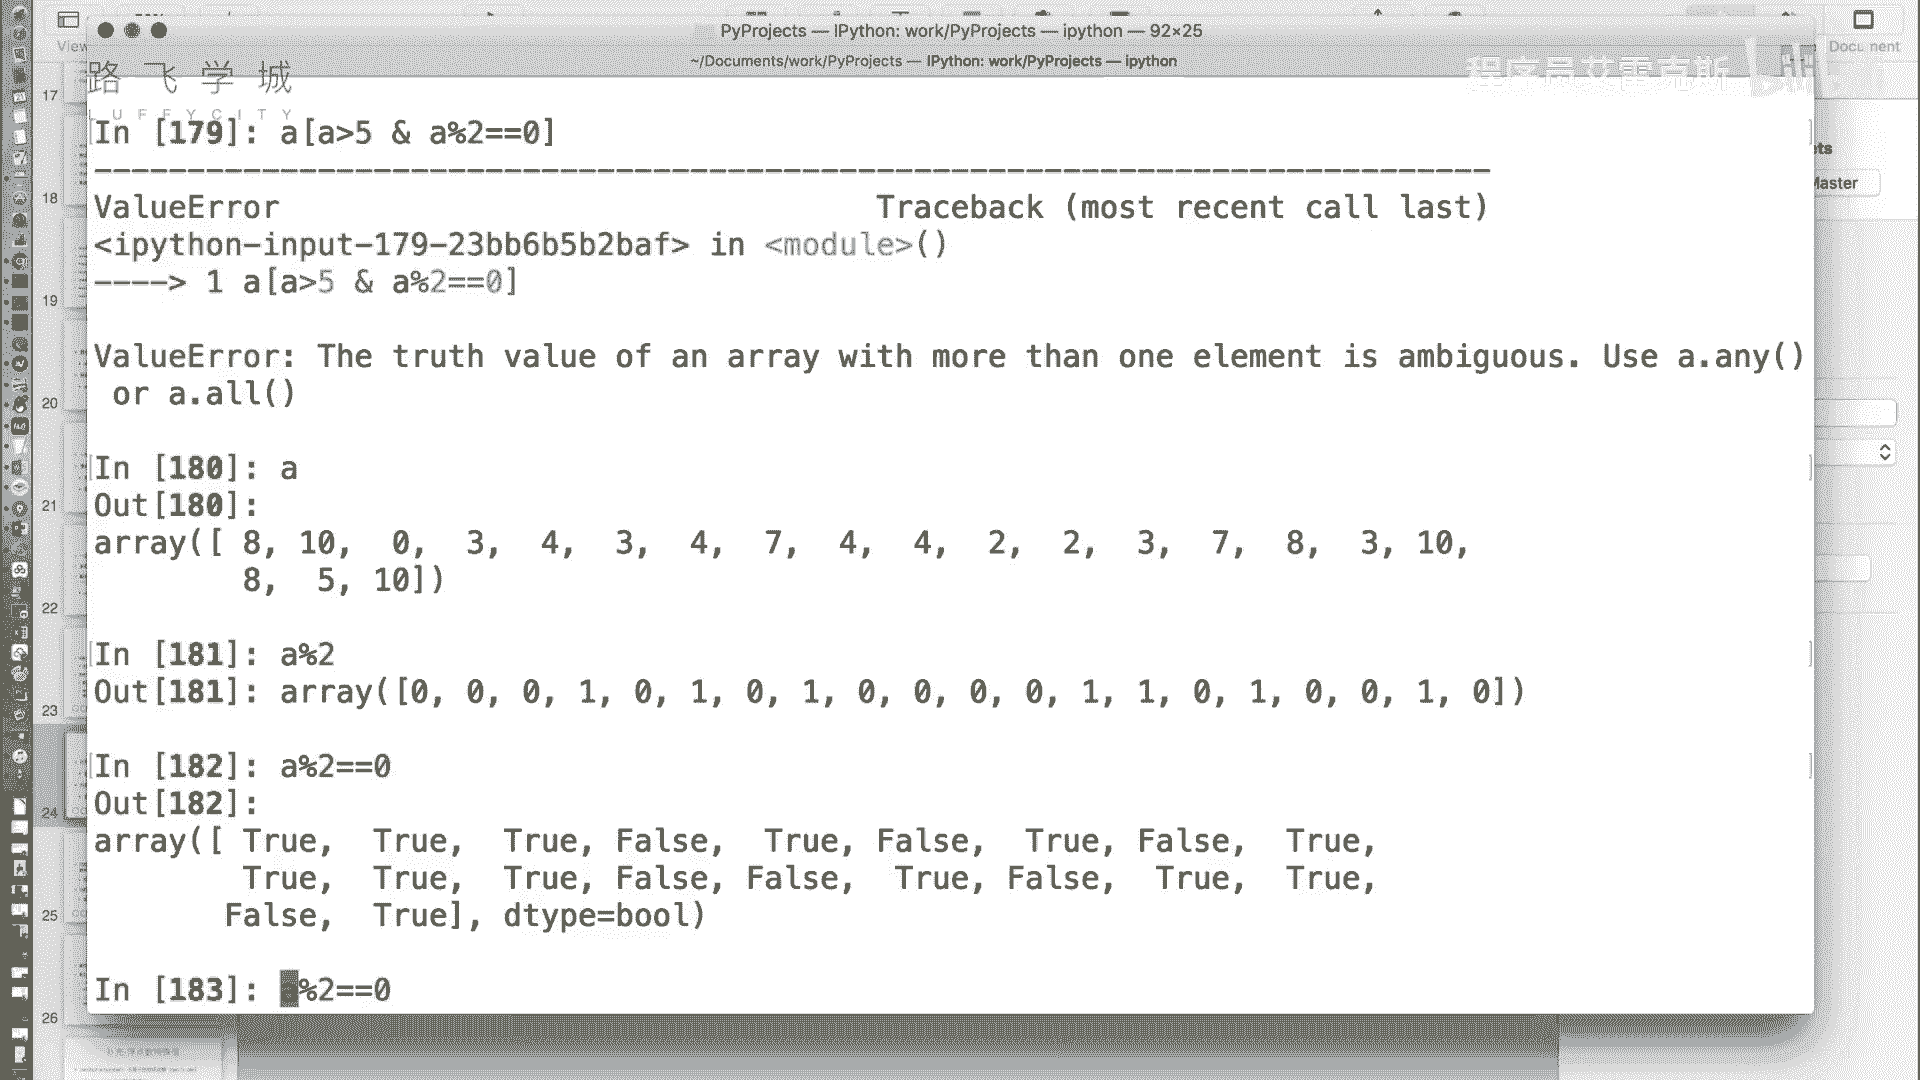 PyProjects — IPython: work/PyProjects — ipython — 92×25
View
Document
~/Documents/work/PyProjects — IPython: work/PyProjects — ipython
路飞学城
LUFFYCITY
程序员艾雷克斯
17
In [179]: a[a>5 & a%2==0]
ValueError                                Traceback (most recent call last)
Master
18
<ipython-input-179-23bb6b5b2baf> in <module>()
----> 1 a[a>5 & a%2==0]
19
ValueError: The truth value of an array with more than one element is ambiguous. Use a.any()
 or a.all()
20
In [180]: a
Out[180]:
21
array([ 8, 10,  0,  3,  4,  3,  4,  7,  4,  4,  2,  2,  3,  7,  8,  3, 10,
        8,  5, 10])
22
In [181]: a%2
Out[181]: array([0, 0, 0, 1, 0, 1, 0, 1, 0, 0, 0, 0, 1, 1, 0, 1, 0, 0, 1, 0])
23
In [182]: a%2==0
Out[182]:
24
array([ True,  True,  True, False,  True, False,  True, False,  True,
        True,  True,  True, False, False,  True, False,  True,  True,
       False,  True], dtype=bool)
25
In [183]: a%2==0
26